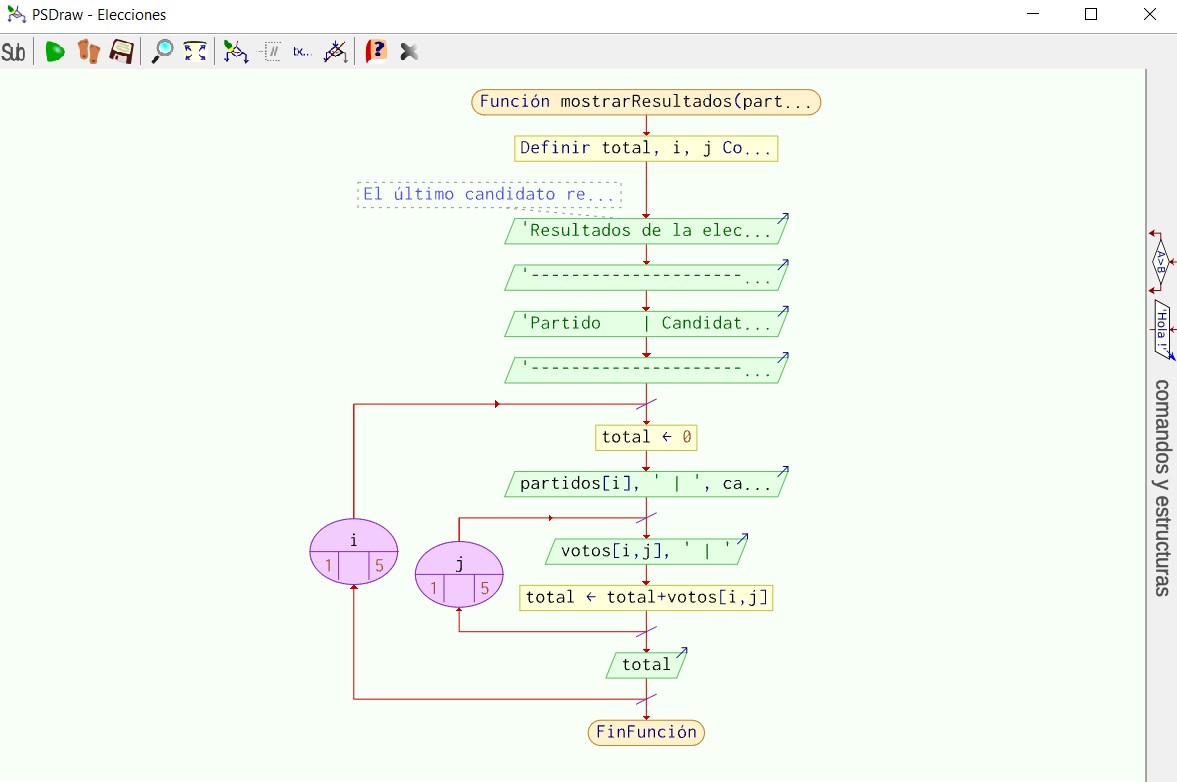 PSDraw - Elecciones
Sub
//
tx...
?
Función mostrarResultados(part...
Definir total, i, j Co...
El último candidato re...
'Resultados de la elec...
'---------------------...
'Partido    | Candidat...
'---------------------...
total ← 0
partidos[i], ' | ', ca...
i
1 5
j
1 5
votos[i,j], ' | '
total ← total+votos[i,j]
total
FinFunción
A>B
'Hola !'
comandos y estructuras